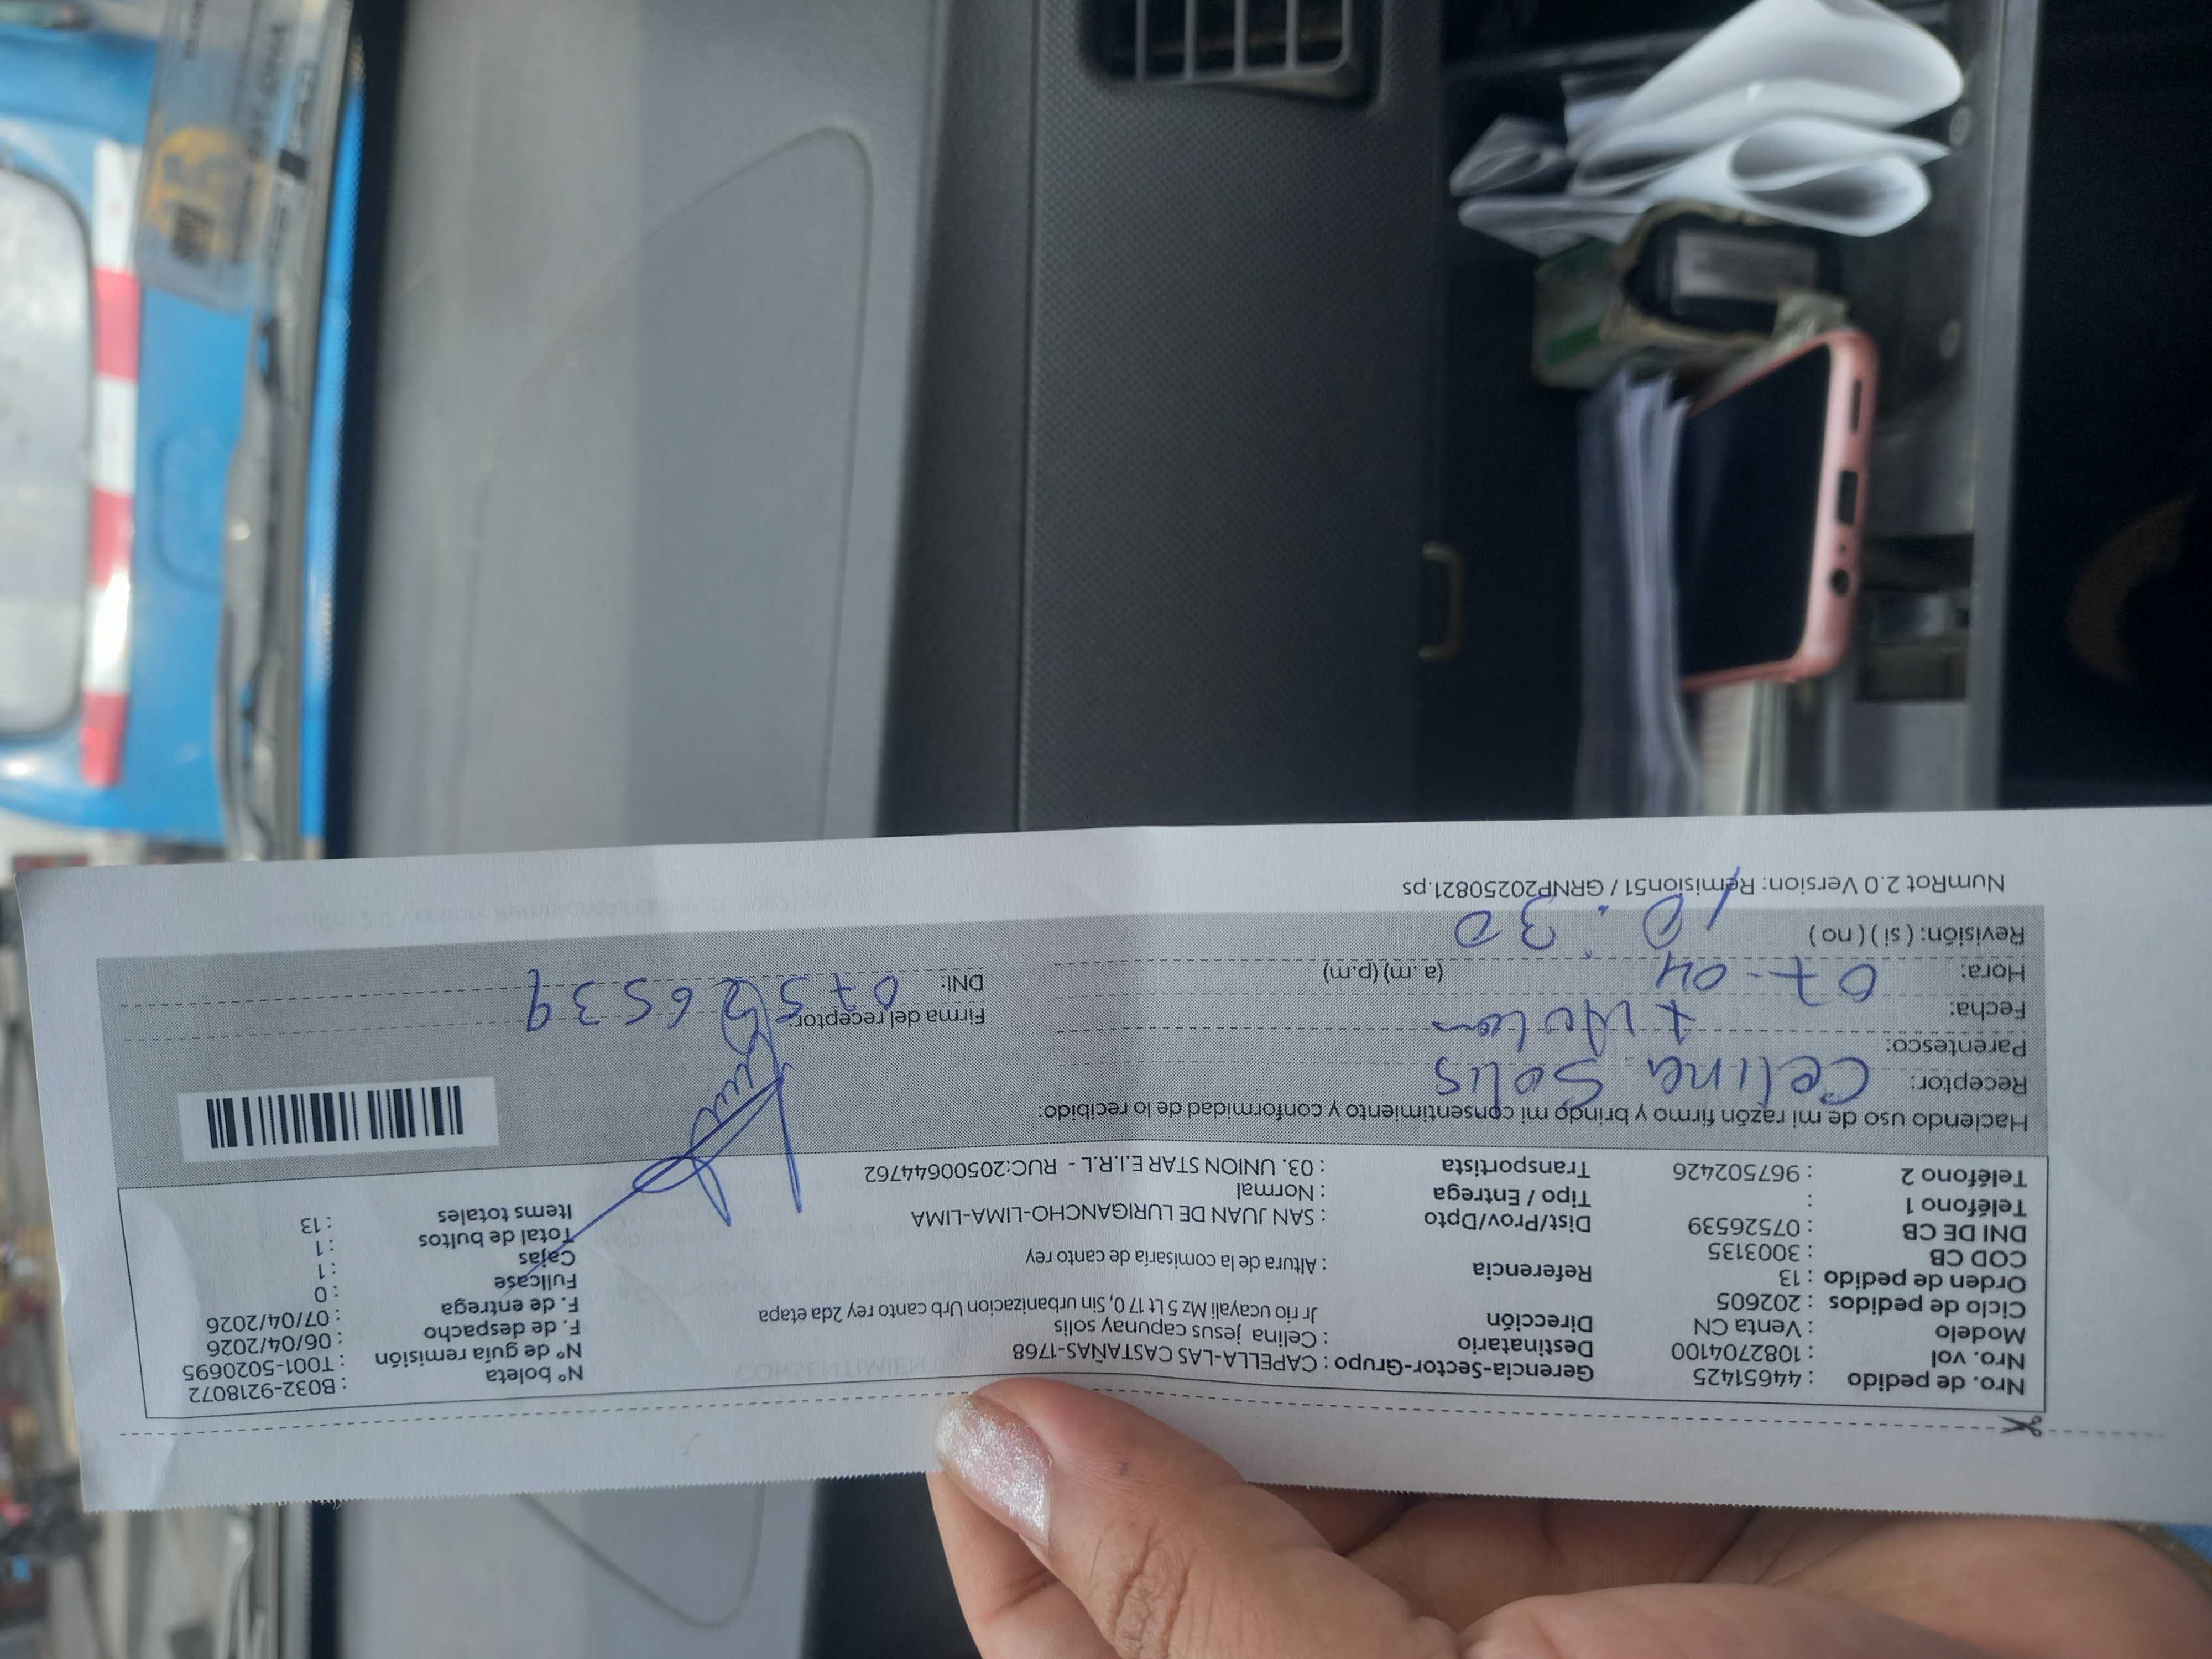 Nro. de pedido : 44651425 Gerencia-Sector-Grupo : CAPELLA-LAS CASTAÑAS-1768 Nº boleta : B032-9218072
Nro. vol : 1082704100 Destinatario : Celina jesus capunay solis Nº de guía remisión : T001-5020695
Modelo : Venta CN Dirección Jr rio ucayali Mz 5 Lt 17 0, Sin urbanizacion Urb canto rey 2da etapa F. de despacho : 06/04/2026
Ciclo de pedidos : 202605 F. de entrega : 07/04/2026
Orden de pedido : 13 Referencia : Altura de la comisaría de canto rey Fullcase : 0
COD CB : 3003135 Cajas : 1
DNI DE CB : 07526539 Dist/Prov/Dpto : SAN JUAN DE LURIGANCHO-LIMA-LIMA Total de bultos : 1
Teléfono 1 : Tipo / Entrega : Normal Items totales : 13
Teléfono 2 : 967502426 Transportista : 03. UNION STAR E.I.R.L - RUC:20500644762
Haciendo uso de mi razón firmo y brindo mi consentimiento y conformidad de lo recibido:
Receptor: Celina Solis
Parentesco: titular
Fecha: 07-04 Firma del receptor:
Hora: 10:30 (a. m) (p.m) DNI: 07526539
Revisión: ( si ) ( no )
NumRot 2.0 Version: Remision51 / GRNP20250821.ps